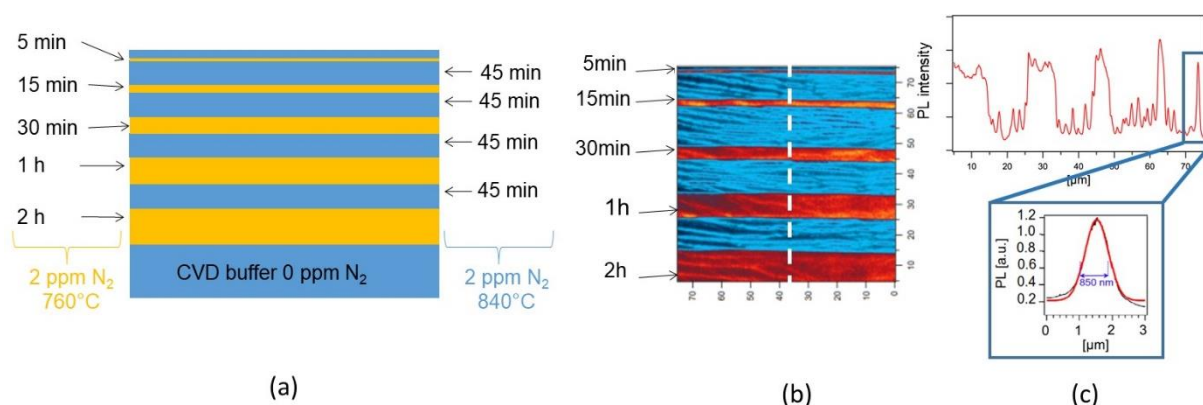 5 min
15 min
30 min
1 h
2 h
45 min
45 min
45 min
45 min
2 ppm N₂
760°C
CVD buffer 0 ppm N₂
2 ppm N₂
840°C
(a)
5min
15min
30min
1h
2h
70
60
50
40
30
20
10
70 60 50 40 30 20 10 0
(b)
PL intensity
10 20 30 40 50 60 70
[µm]
PL [a.u.]
1.2
1.0
0.8
0.6
0.4
0.2
850 nm
0 1 2 3
[µm]
(c)